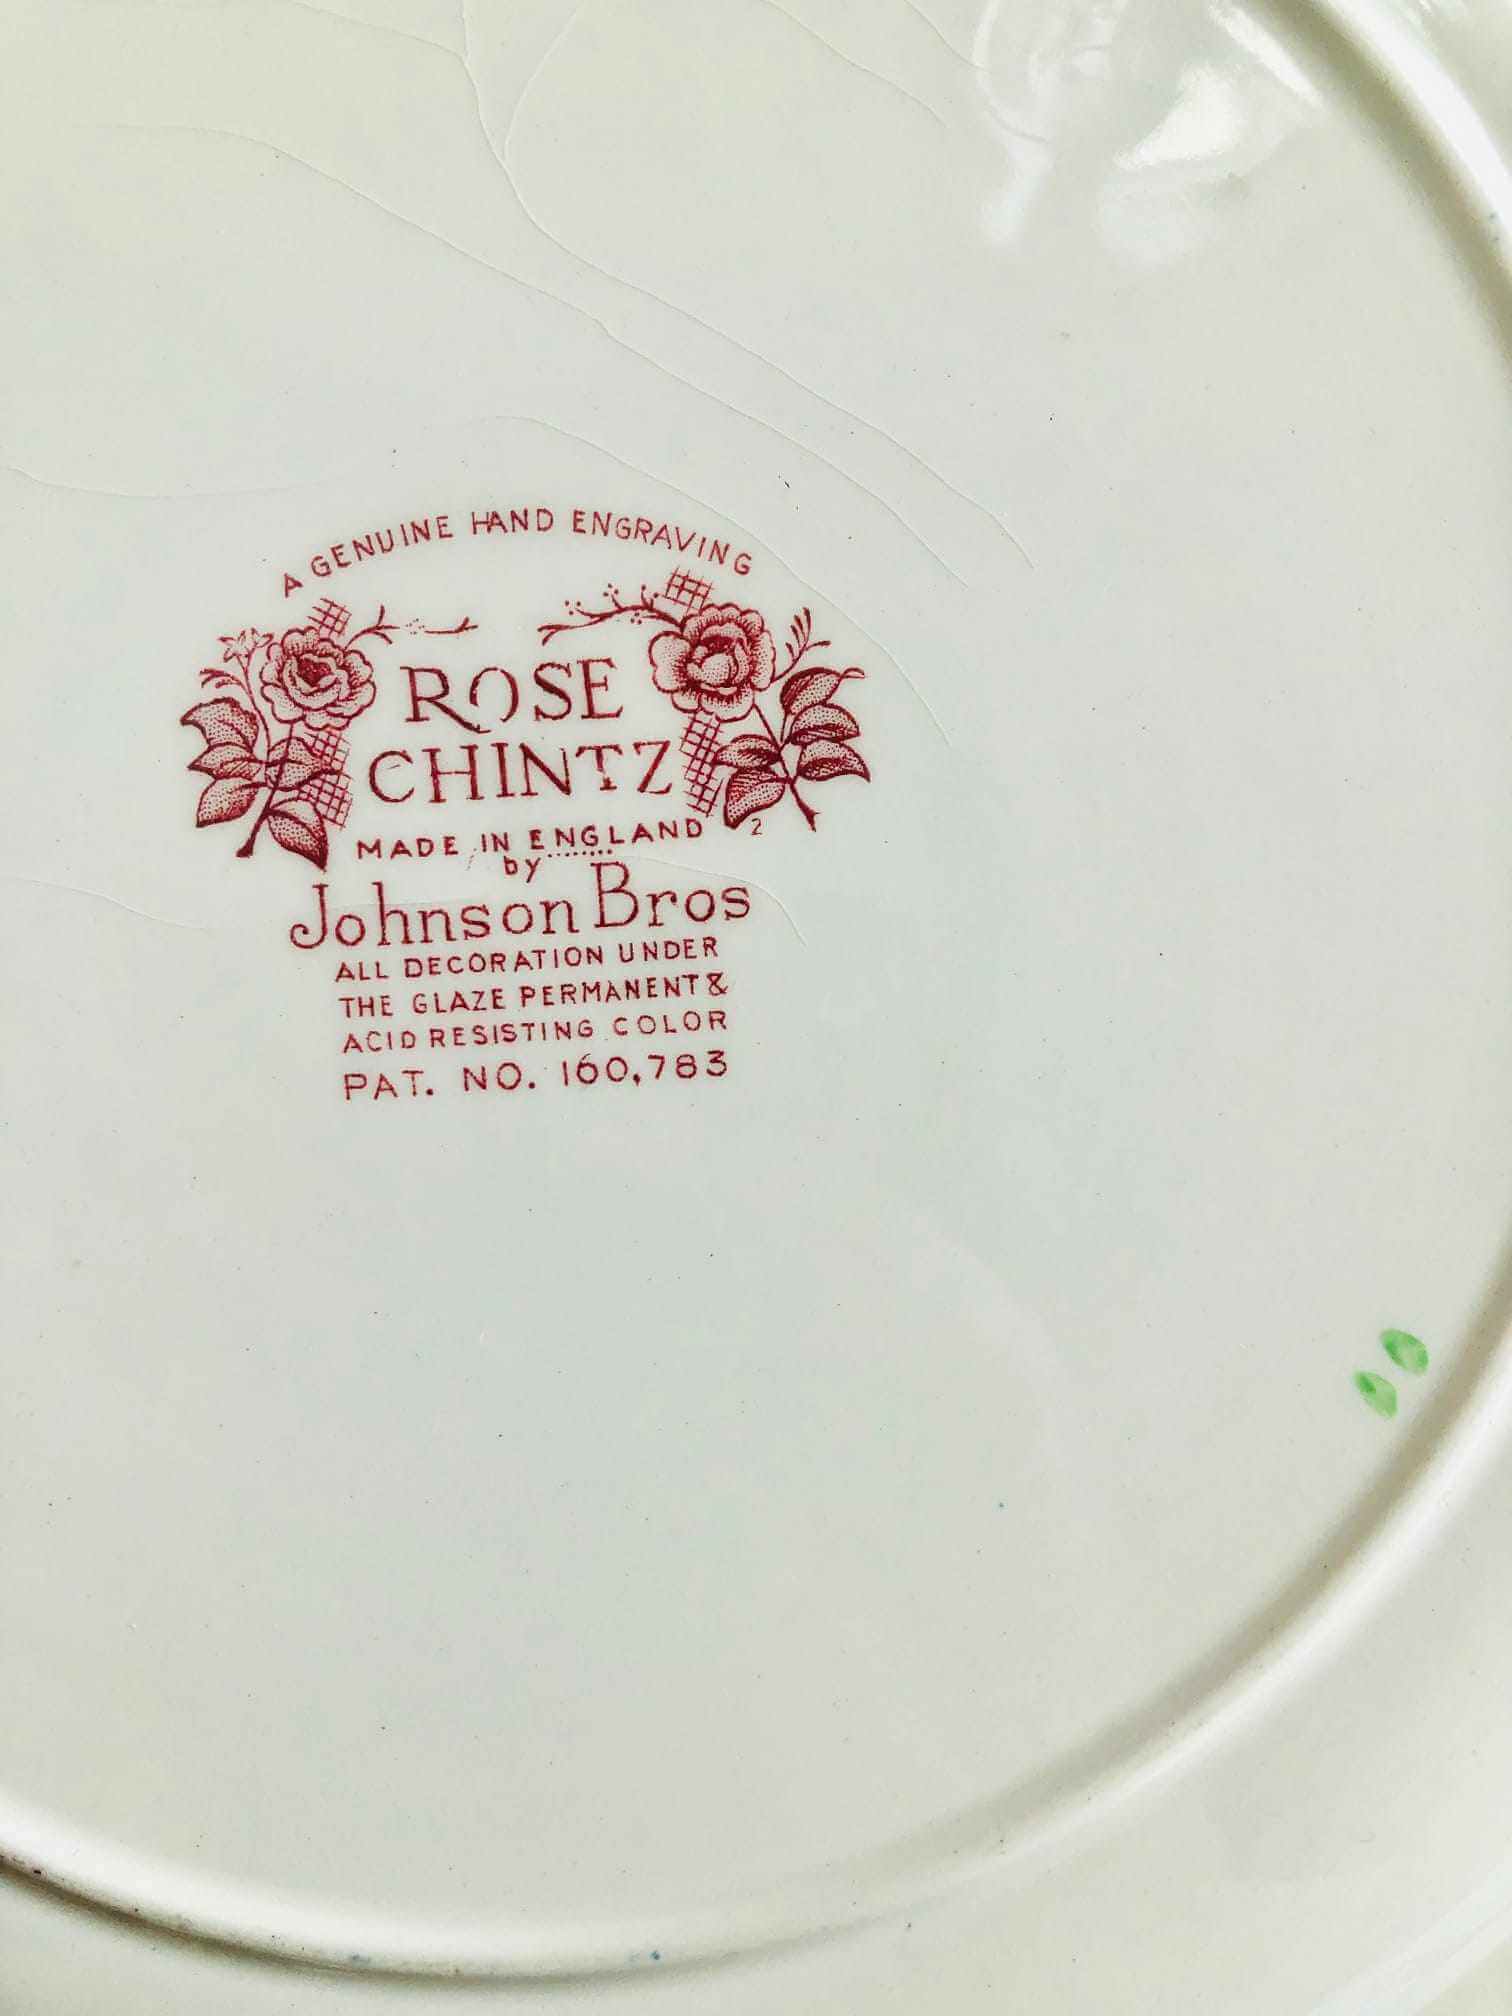 A GENUINE HAND ENGRAVING
ROSE
CHINTZ
MADE IN ENGLAND 2
by
Johnson Bros
ALL DECORATION UNDER
THE GLAZE PERMANENT &
ACID RESISTING COLOR
PAT. NO. 160,783